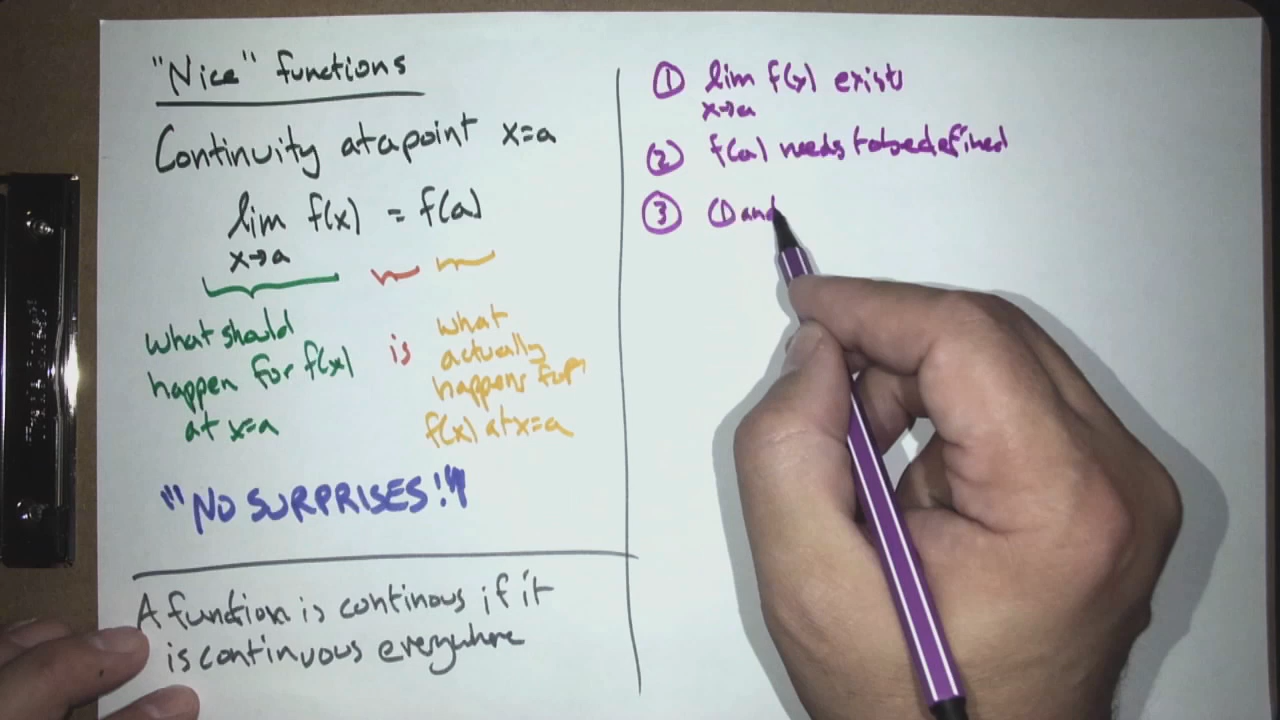 "Nice" functions
Continuity at a point x=a
lim f(x) = f(a)
x→a
what should
happen for f(x)
at x=a
is
what
actually
happens for
f(x) at x=a
"NO SURPRISES!"
A function is continous if it
is continuous everywhere
① lim f(x) exists
x→a
② f(a) needs to be defined
③ ① and